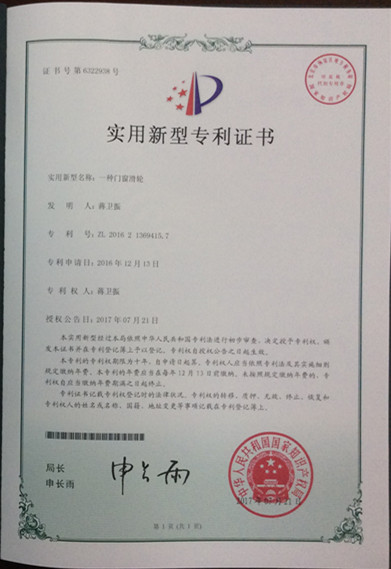 证书号第6322938号
实用新型专利证书
实用新型名称：一种门窗滑轮
发明人：蒋卫振
专利号：ZL 2016 2 1369415.7
专利申请日：2016年12月13日
专利权人：蒋卫振
授权公告日：2017年07月21日
本实用新型经过本局依照中华人民共和国专利法进行初步审查，决定授予专利权，颁
发本证书并在专利登记簿上予以登记。专利权自授权公告之日起生效。
本专利的专利权期限为十年，自申请日起算。专利权人应当依照专利法及其实施细则
规定缴纳年费。本专利的年费应当在每年12月13日前缴纳。未按照规定缴纳年费的，专利
权自应当缴纳年费期满之日起终止。
专利证书记载专利权登记时的法律状况。专利权的转移、质押、无效、终止、恢复和
专利权人的姓名或名称、国籍、地址变更等事项记载在专利登记簿上。
局长
申长雨
申长雨
中华人民共和国国家知识产权局
2017年07月21日
第1页(共1页)